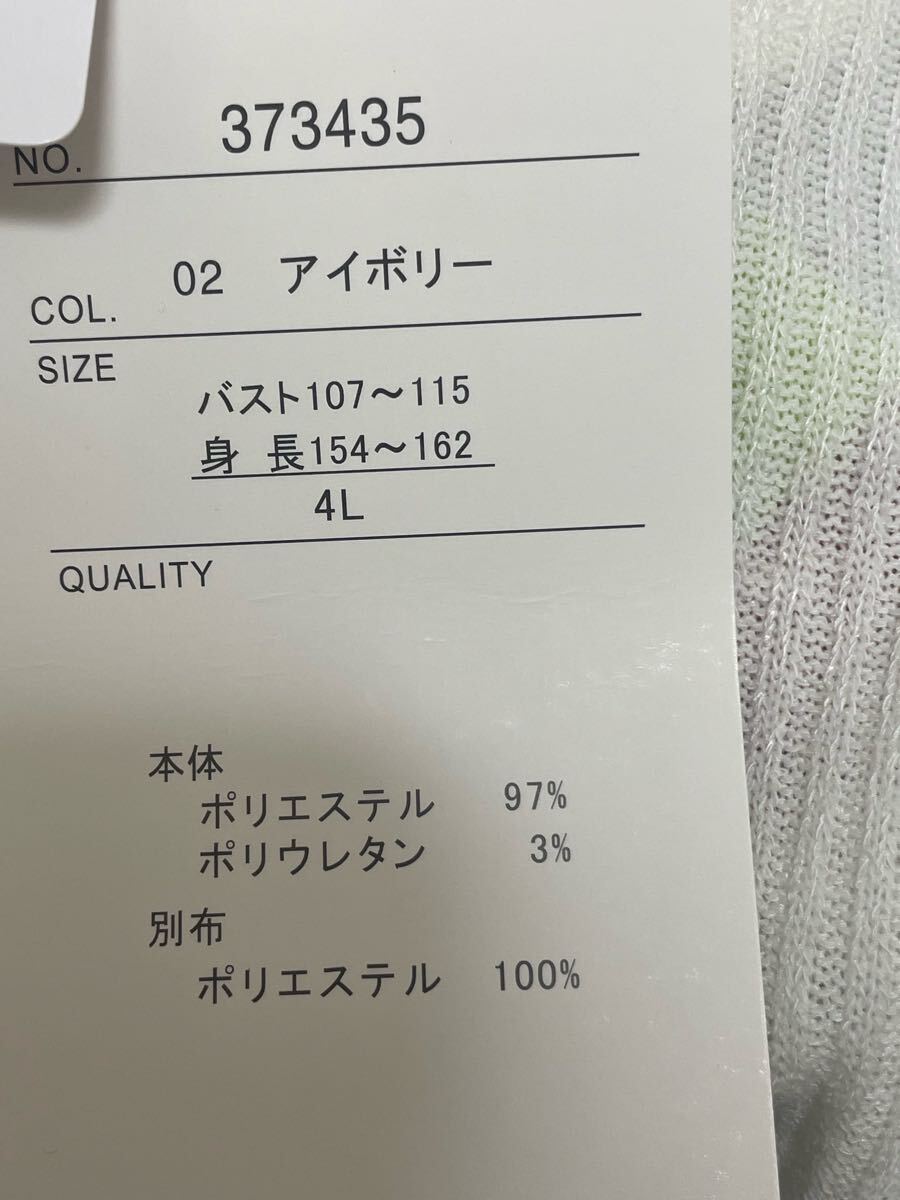 NO. 373435
COL. 02 アイボリー
SIZE
バスト107～115
身 長154～162
4L
QUALITY
本体
ポリエステル 97%
ポリウレタン 3%
別布
ポリエステル 100%